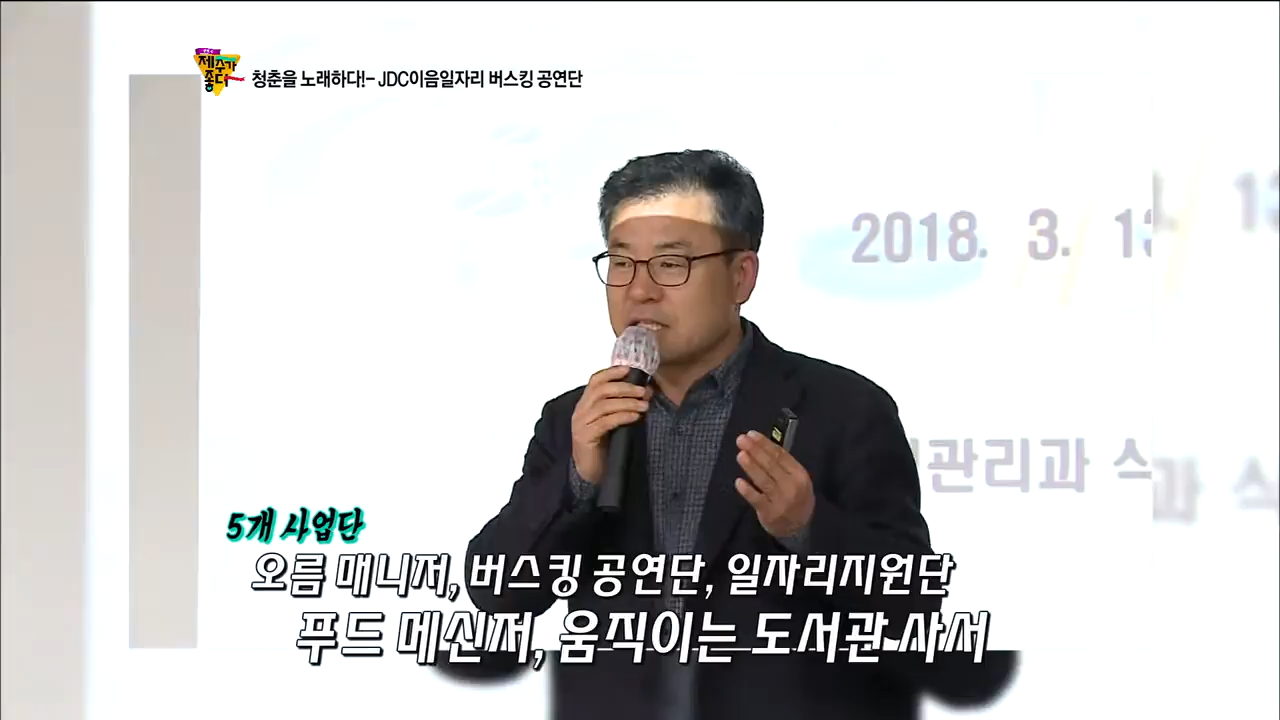 제주가
좋다
청춘을 노래하다!- JDC이음일자리 버스킹 공연단
2018. 3. 13
관리과 스
5개 사업단
오름 매니저, 버스킹 공연단, 일자리지원단
푸드 메신저, 움직이는 도서관 사서